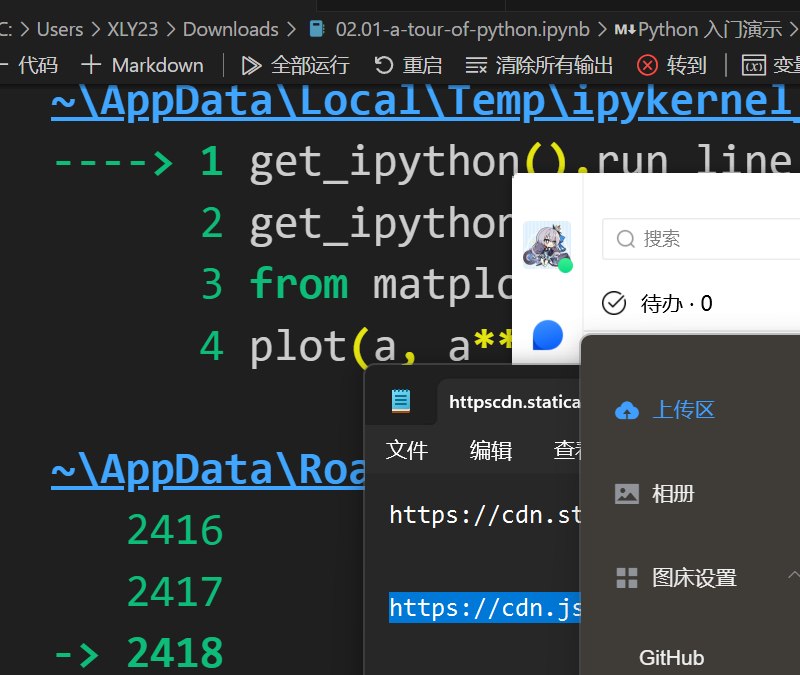 C: > Users > XLY23 > Downloads > 02.01-a-tour-of-python.ipynb > M↓Python 入门演示 >
代码 + Markdown 全部运行 重启 清除所有输出 转到 变量
~\AppData\Local\Temp\ipykernel_
----> 1 get_ipython().run_line
2 get_ipython
3 from matplo
4 plot(a, a**
搜索
待办 · 0
~\AppData\Roa
2416
2417
-> 2418
httpscdn.statica
文件 编辑 查看
https://cdn.st
https://cdn.js
上传区
相册
图床设置
GitHub